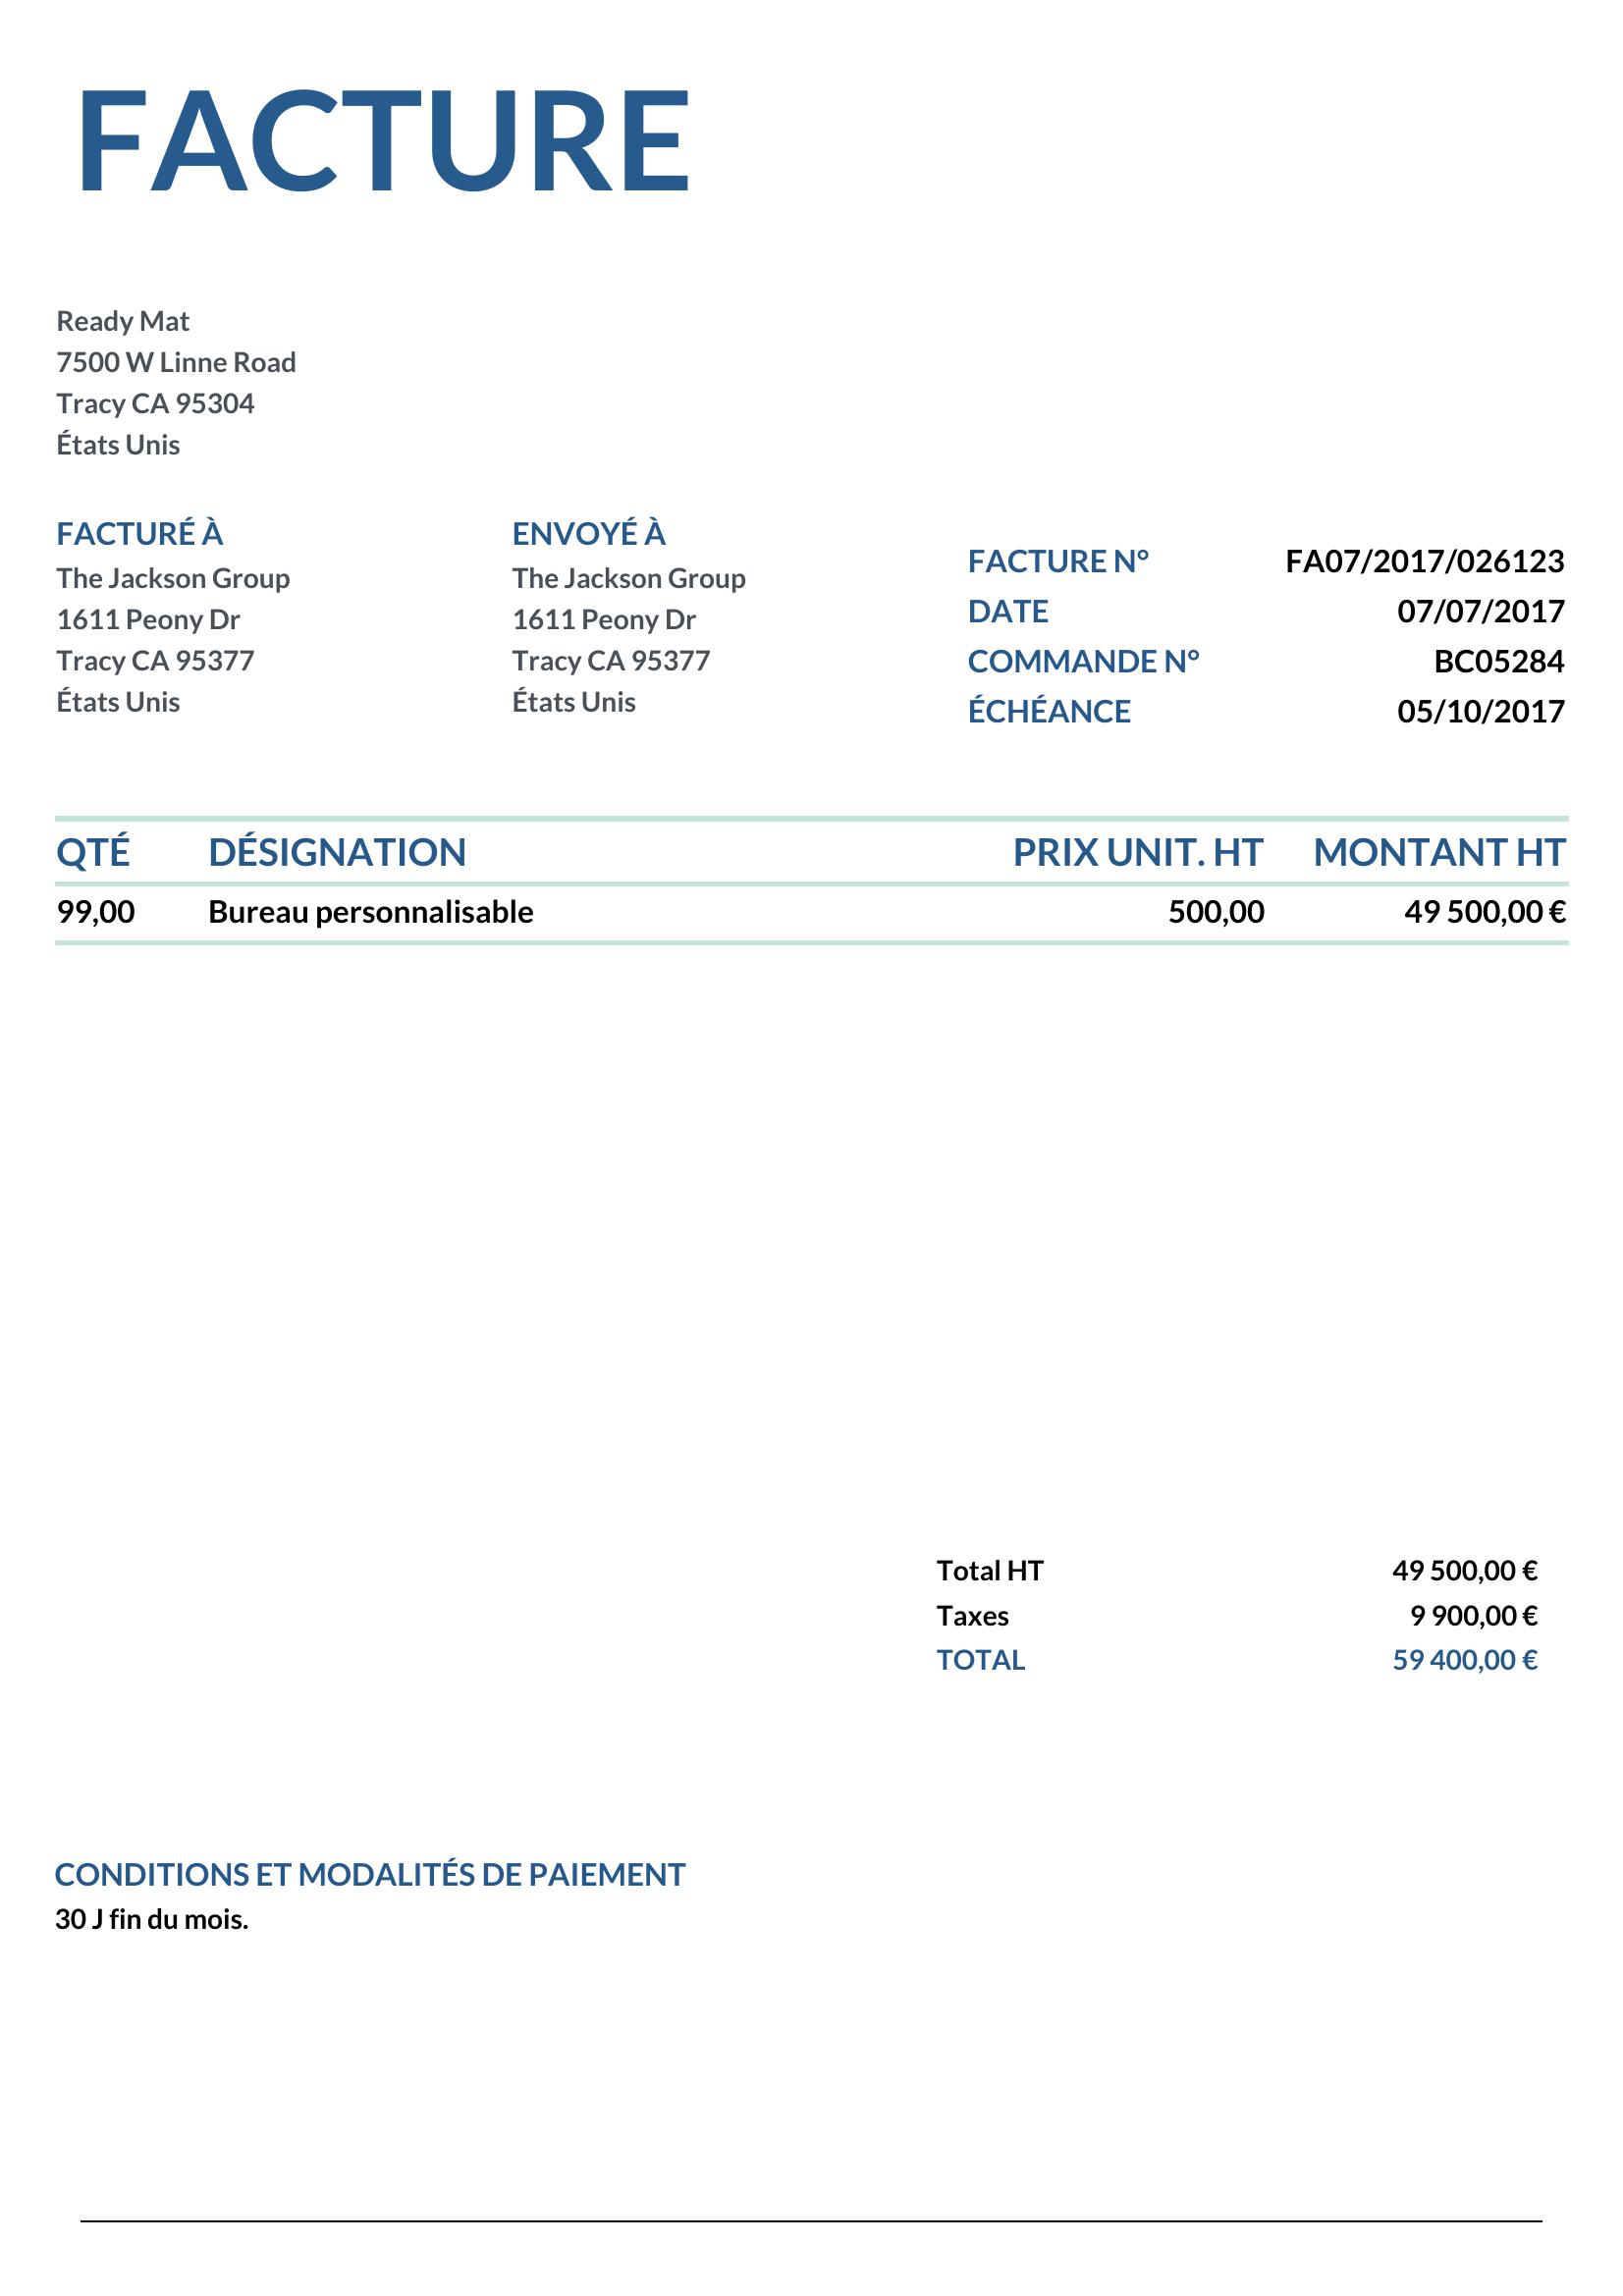 FACTURE
Ready Mat
7500 W Linne Road
Tracy CA 95304
États Unis
FACTURÉ À
The Jackson Group
1611 Peony Dr
Tracy CA 95377
États Unis
ENVOYÉ À
The Jackson Group
1611 Peony Dr
Tracy CA 95377
États Unis
FACTURE N° FA07/2017/026123
DATE 07/07/2017
COMMANDE N° BC05284
ÉCHÉANCE 05/10/2017
QTÉ DÉSIGNATION PRIX UNIT. HT MONTANT HT
99,00 Bureau personnalisable 500,00 49 500,00 €
Total HT 49 500,00 €
Taxes 9 900,00 €
TOTAL 59 400,00 €
CONDITIONS ET MODALITÉS DE PAIEMENT
30 J fin du mois.